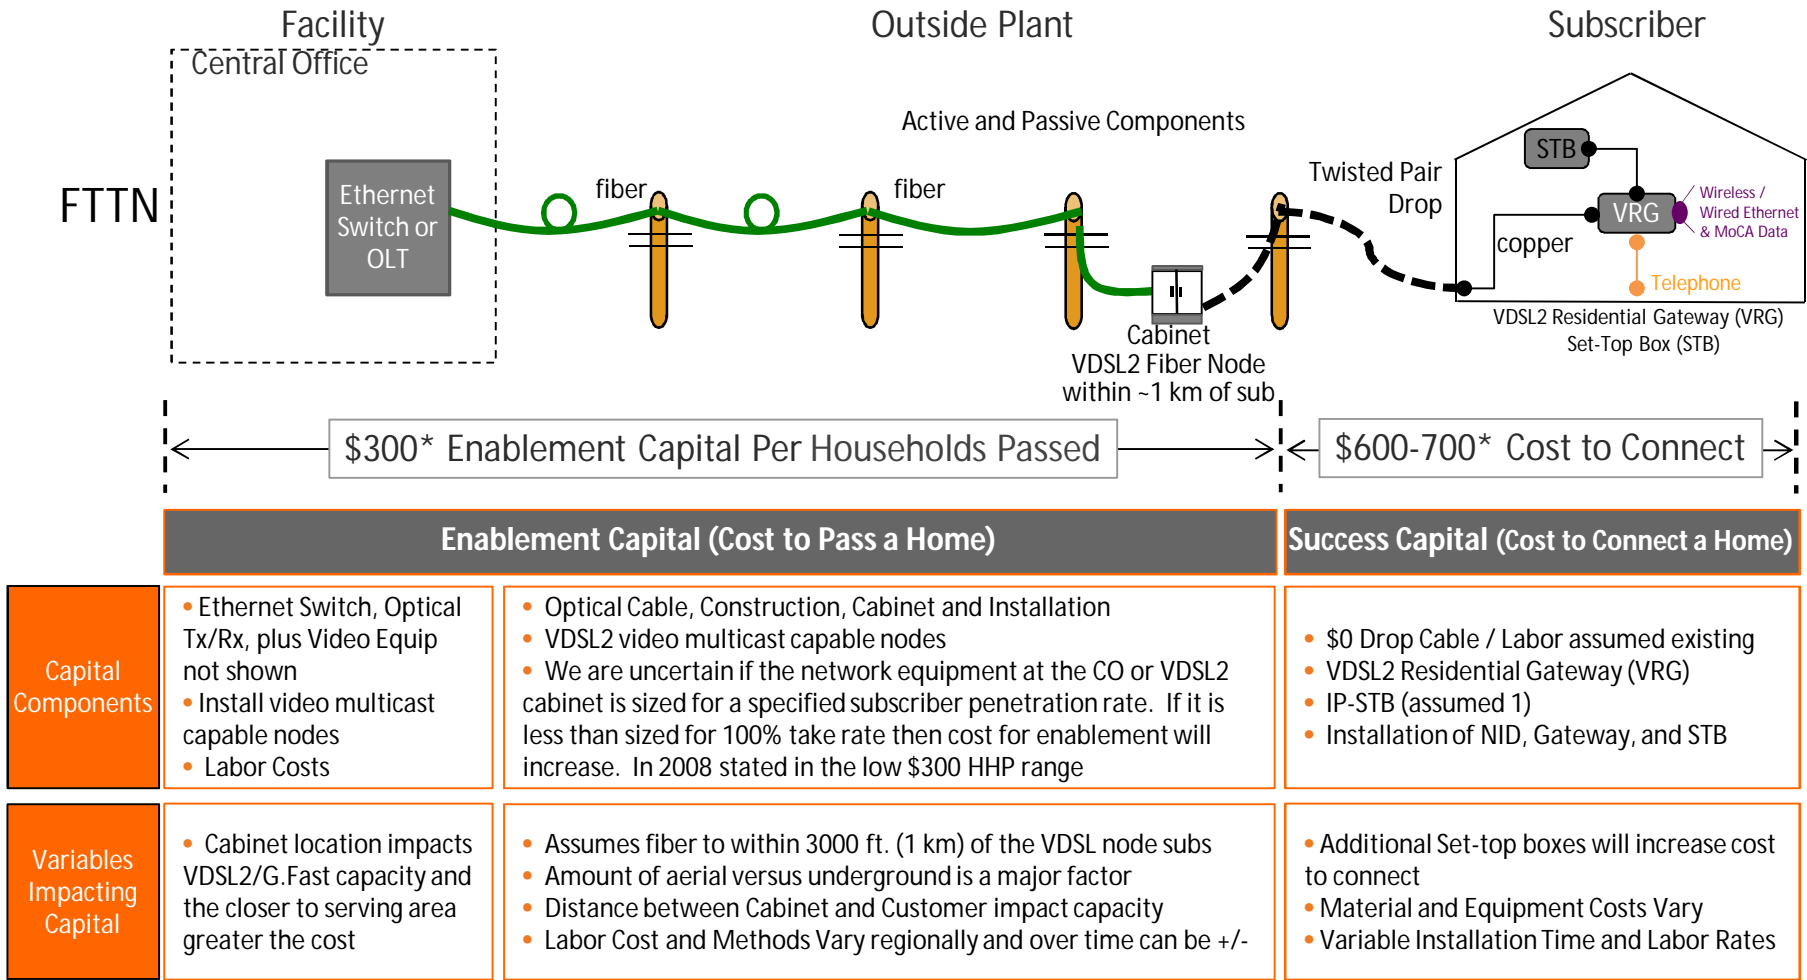 Facility
Outside Plant
Subscriber
Central Office
Active and Passive Components
FTTN
Ethernet
Switch or
OLT
fiber
fiber
Twisted Pair
Drop
STB
VRG
Wireless /
Wired Ethernet
& MoCA Data
copper
Telephone
Cabinet
VDSL2 Fiber Node
within ~1 km of sub
VDSL2 Residential Gateway (VRG)
Set-Top Box (STB)
$300* Enablement Capital Per Households Passed
$600-700* Cost to Connect
Enablement Capital (Cost to Pass a Home)
Success Capital (Cost to Connect a Home)
Capital
Components
• Ethernet Switch, Optical
Tx/Rx, plus Video Equip
not shown
• Install video multicast
capable nodes
• Labor Costs
• Optical Cable, Construction, Cabinet and Installation
• VDSL2 video multicast capable nodes
• We are uncertain if the network equipment at the CO or VDSL2
cabinet is sized for a specified subscriber penetration rate. If it is
less than sized for 100% take rate then cost for enablement will
increase. In 2008 stated in the low $300 HHP range
• $0 Drop Cable / Labor assumed existing
• VDSL2 Residential Gateway (VRG)
• IP-STB (assumed 1)
• Installation of NID, Gateway, and STB
Variables
Impacting
Capital
• Cabinet location impacts
VDSL2/G.Fast capacity and
the closer to serving area
greater the cost
• Assumes fiber to within 3000 ft. (1 km) of the VDSL node subs
• Amount of aerial versus underground is a major factor
• Distance between Cabinet and Customer impact capacity
• Labor Cost and Methods Vary regionally and over time can be +/-
• Additional Set-top boxes will increase cost
to connect
• Material and Equipment Costs Vary
• Variable Installation Time and Labor Rates